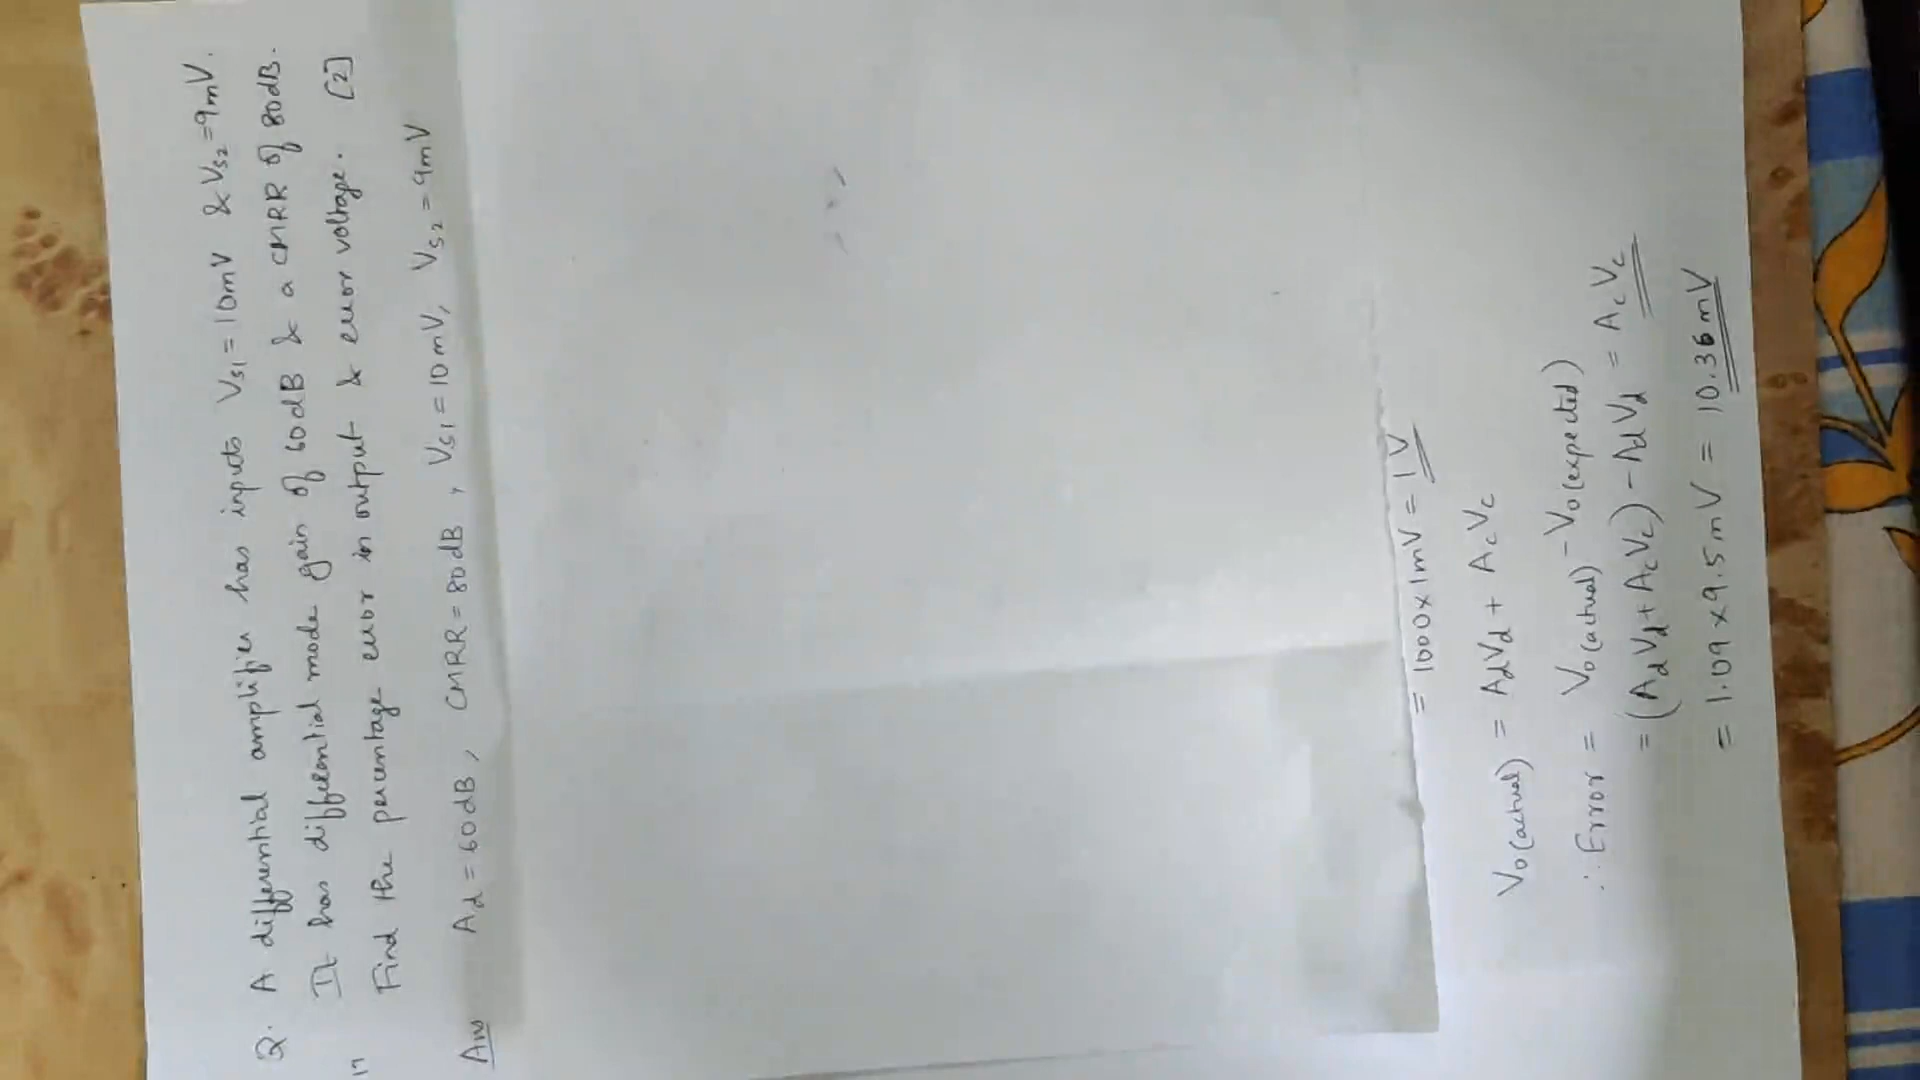 Q. A differential amplifier has inputs Vs1 = 10mV & Vs2 = 9mV.
It has differential mode gain of 60dB & a CMRR of 80dB.
17 Find the percentage error in output & error voltage. [2]
Ans Ad = 60dB, CMRR = 80dB, Vs1 = 10mV, Vs2 = 9mV
= 1000 x 1mV = 1V
Vo(actual) = AdVd + AcVc
∴ Error = Vo(actual) - Vo(expected)
= (AdVd + AcVc) - AdVd = AcVc
= 1.09 x 9.5mV = 10.36mV